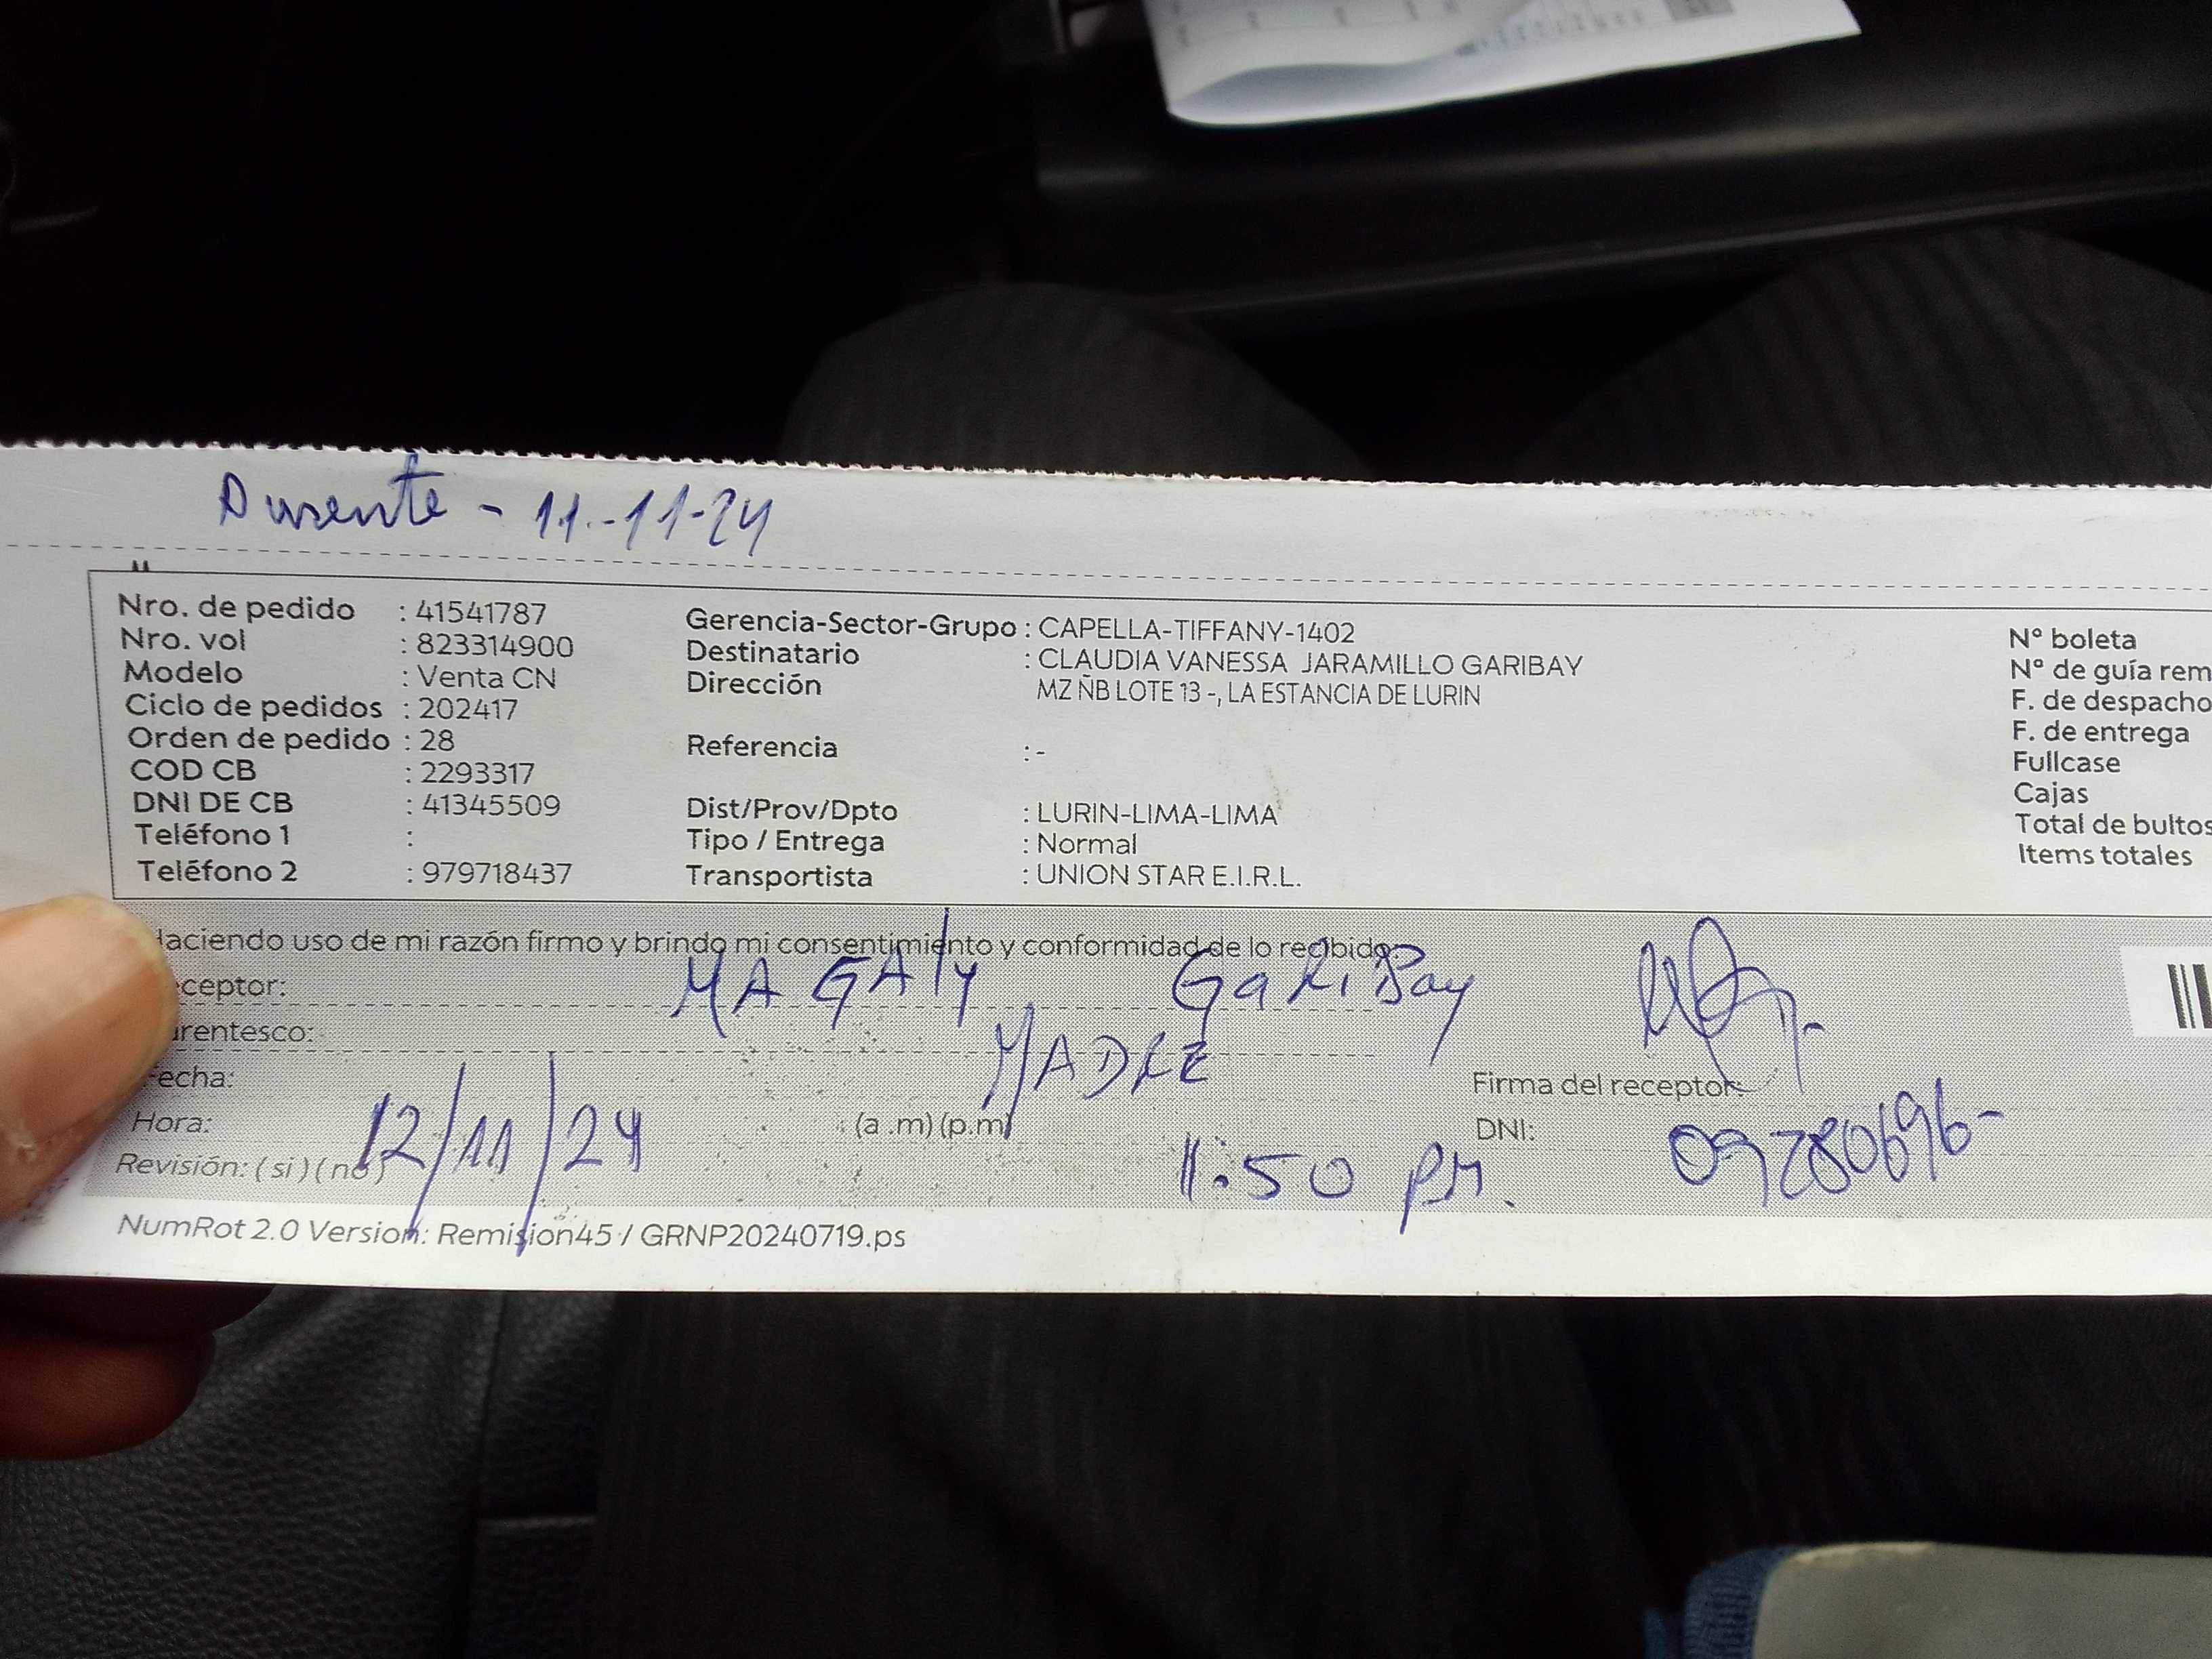 Ausente - 11-11-24
Nro. de pedido : 41541787
Nro. vol : 823314900
Modelo : Venta CN
Ciclo de pedidos : 202417
Orden de pedido : 28
COD CB : 2293317
DNI DE CB : 41345509
Teléfono 1 :
Teléfono 2 : 979718437
Gerencia-Sector-Grupo : CAPELLA-TIFFANY-1402
Destinatario : CLAUDIA VANESSA JARAMILLO GARIBAY
Dirección MZ ÑB LOTE 13 -, LA ESTANCIA DE LURIN
Referencia : -
Dist/Prov/Dpto : LURIN-LIMA-LIMA
Tipo / Entrega : Normal
Transportista : UNION STAR E.I.R.L.
Nº boleta
Nº de guía rem
F. de despacho
F. de entrega
Fullcase
Cajas
Total de bultos
Items totales
Haciendo uso de mi razón firmo y brindo mi consentimiento y conformidad de lo recibido
ceptor: MAGALY GARIBAY
arentesco: MADRE
Fecha: 12/11/24
Hora: (a .m) (p.m) 1:50 PM.
Revisión: ( si ) ( no )
Firma del receptor:
DNI: 09280696-
NumRot 2.0 Version: Remision45 / GRNP20240719.ps